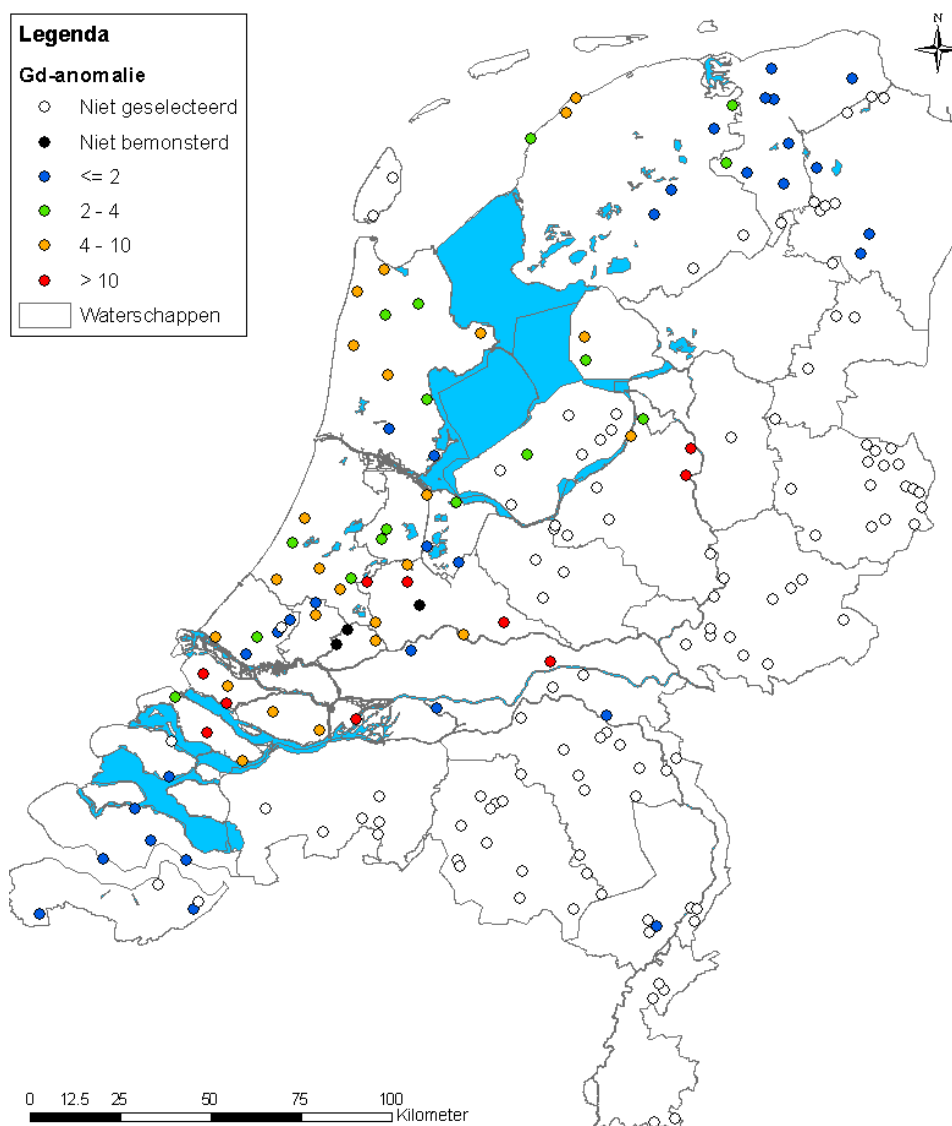 Legenda
N
Gd-anomalie
Niet geselecteerd
Niet bemonsterd
<= 2
2 - 4
4 - 10
> 10
Waterschappen
0 12.5 25 50 75 100
Kilometer